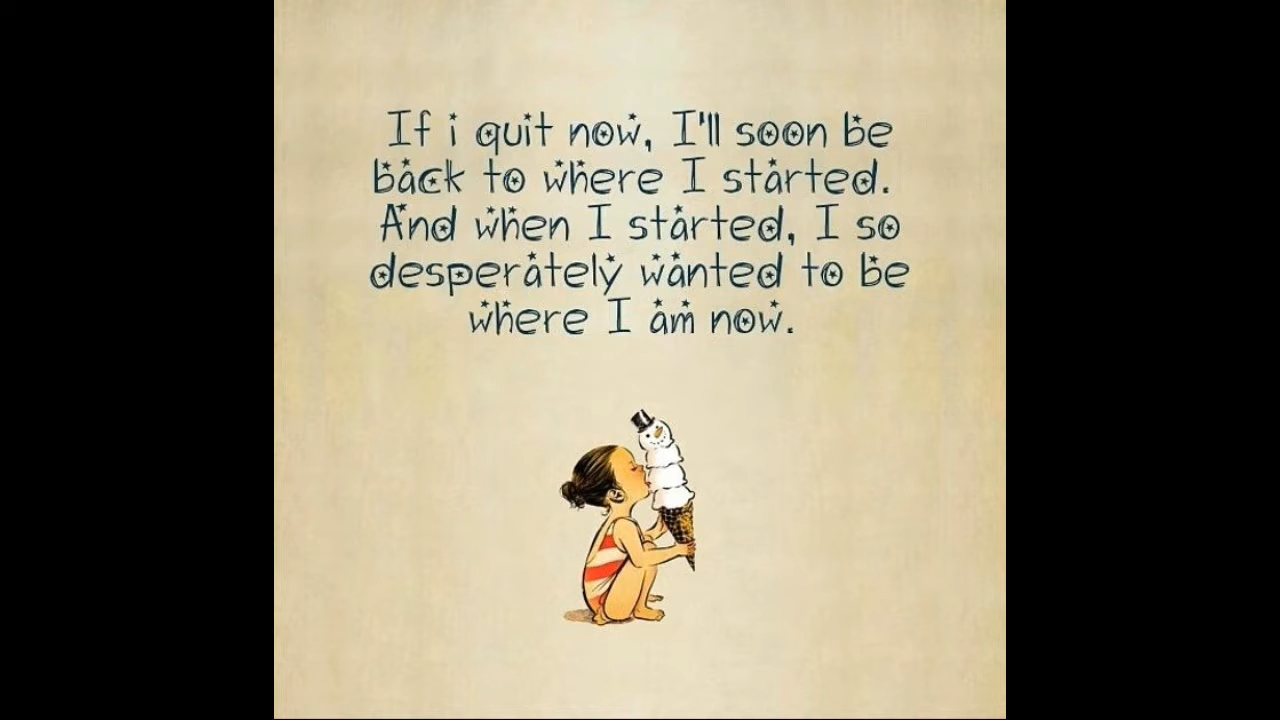 If i quit now, I'll soon be
back to where I started.
And when I started, I so
desperately wanted to be
where I am now.